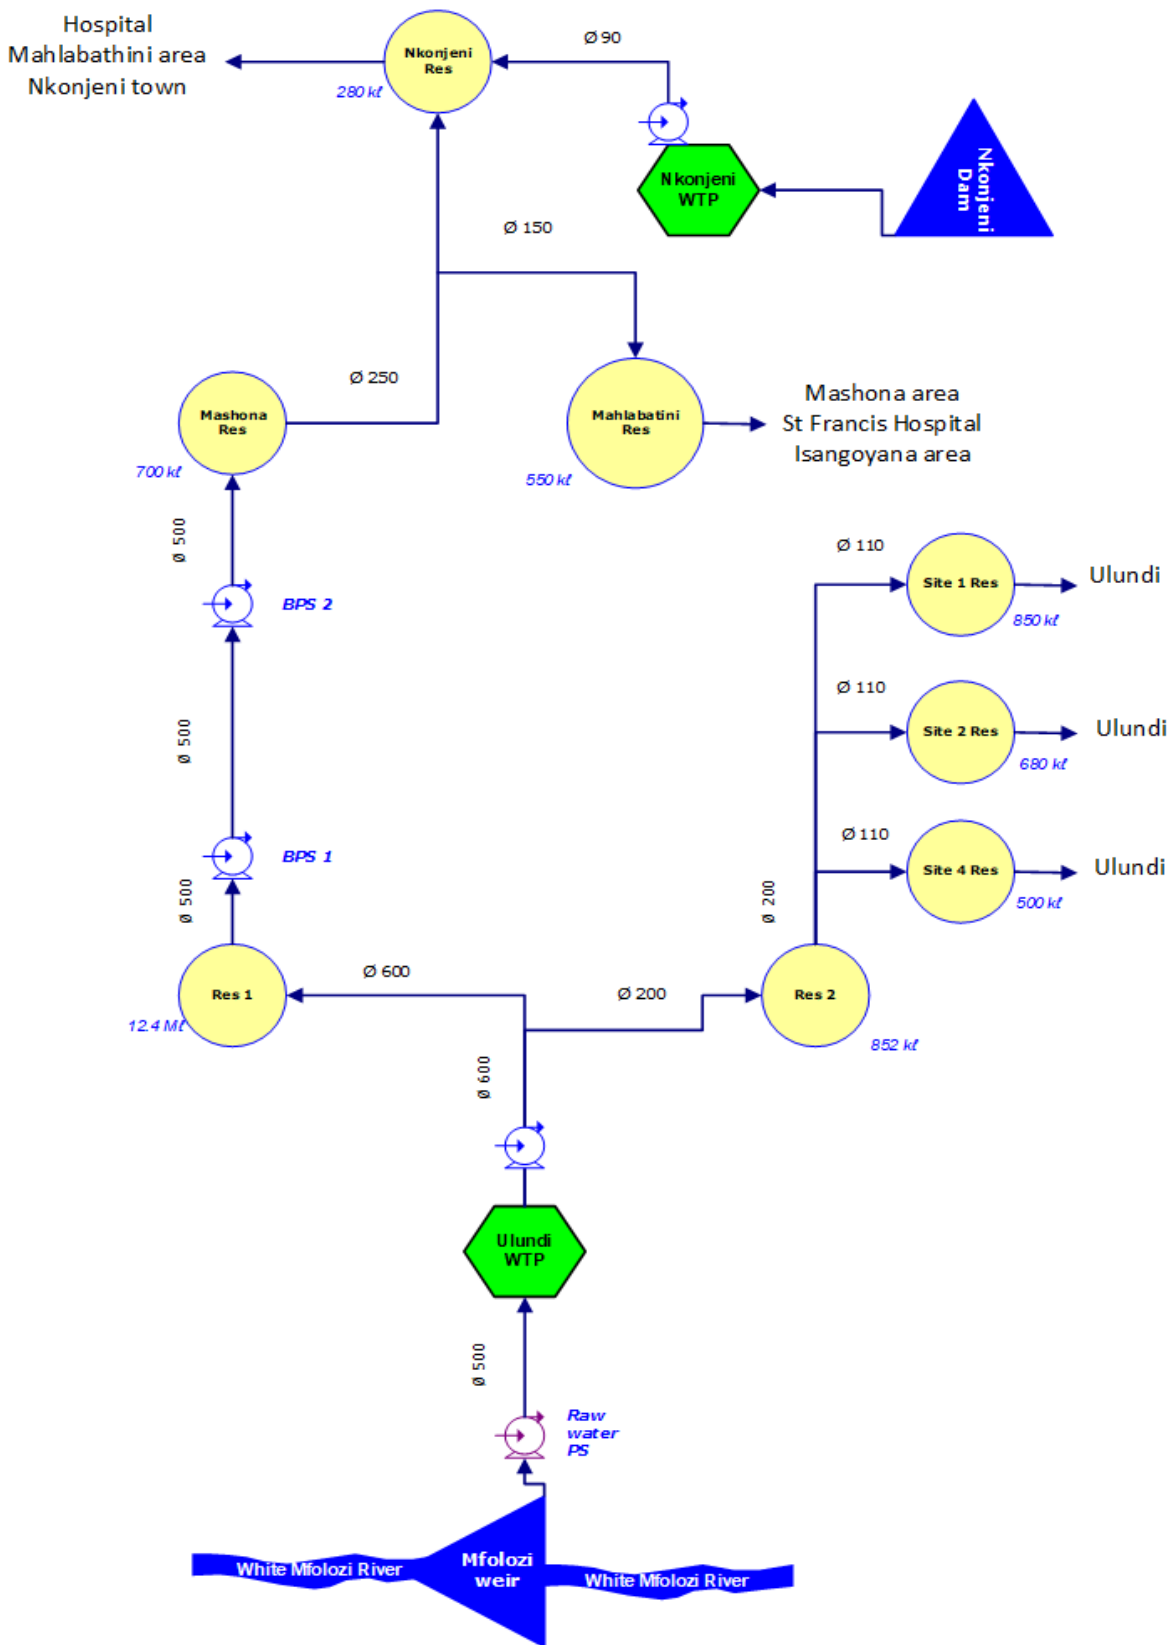 Hospital
Mahlabathini area
Nkonjeni town
Nkonjeni
Res
280 kℓ
Ø 90
Nkonjeni
WTP
Nkonjeni
Dam
Ø 150
Ø 250
Mashona
Res
700 kℓ
Mahlabatini
Res
550 kℓ
Mashona area
St Francis Hospital
Isangoyana area
Ø 500
BPS 2
Ø 500
BPS 1
Ø 500
Ø 110
Site 1 Res
850 kℓ
Ulundi
Ø 110
Site 2 Res
680 kℓ
Ulundi
Ø 110
Site 4 Res
500 kℓ
Ulundi
Ø 200
Res 1
12.4 Mℓ
Ø 600
Ø 200
Res 2
852 kℓ
Ø 600
Ulundi
WTP
Ø 500
Raw
water
PS
Mfolozi
weir
White Mfolozi River
White Mfolozi River